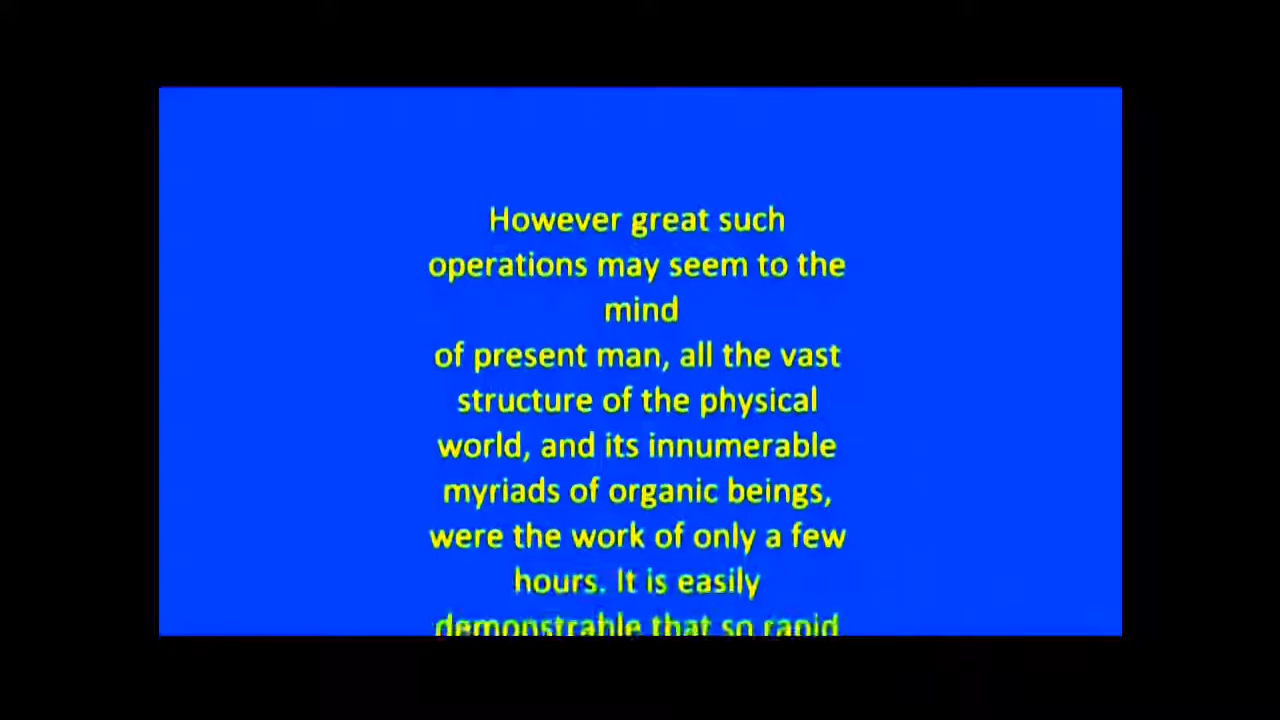 However great such
operations may seem to the
mind
of present man, all the vast
structure of the physical
world, and its innumerable
myriads of organic beings,
were the work of only a few
hours. It is easily
demonstrable that so rapid